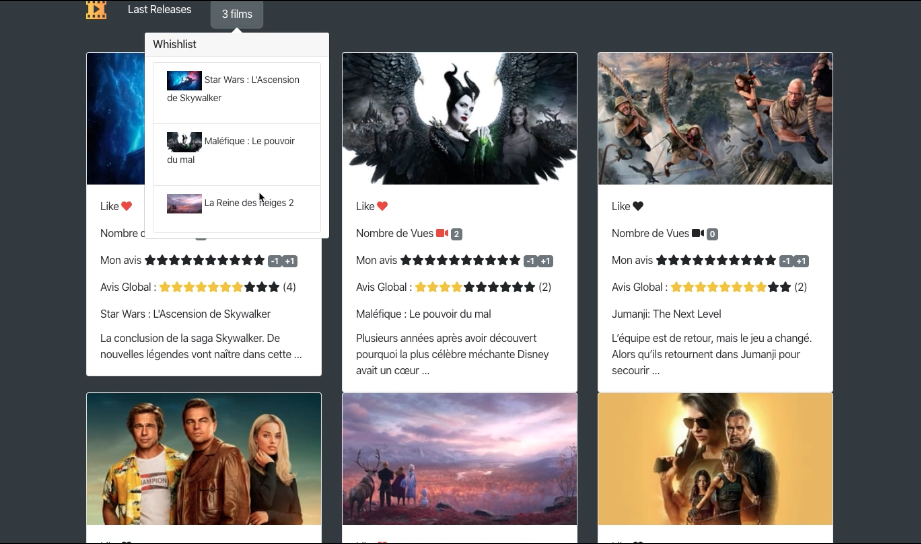 Last Releases
3 films
Whishlist
Star Wars : L'Ascension
de Skywalker
Maléfique : Le pouvoir
du mal
La Reine des neiges 2
Like
Nombre d
Mon avis -1 +1
Avis Global : (4)
Star Wars : L'Ascension de Skywalker
La conclusion de la saga Skywalker. De
nouvelles légendes vont naître dans cette ...
Like
Nombre de Vues 2
Mon avis -1 +1
Avis Global : (2)
Maléfique : Le pouvoir du mal
Plusieurs années après avoir découvert
pourquoi la plus célèbre méchante Disney
avait un cœur ...
Like
Nombre de Vues 0
Mon avis -1 +1
Avis Global : (2)
Jumanji: The Next Level
L'équipe est de retour, mais le jeu a changé.
Alors qu'ils retournent dans Jumanji pour
secourir ...
CHAMPION